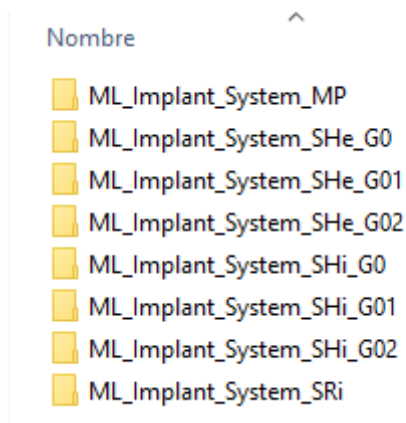 Nombre
ML_Implant_System_MP
ML_Implant_System_SHe_G0
ML_Implant_System_SHe_G01
ML_Implant_System_SHe_G02
ML_Implant_System_SHi_G0
ML_Implant_System_SHi_G01
ML_Implant_System_SHi_G02
ML_Implant_System_SRi